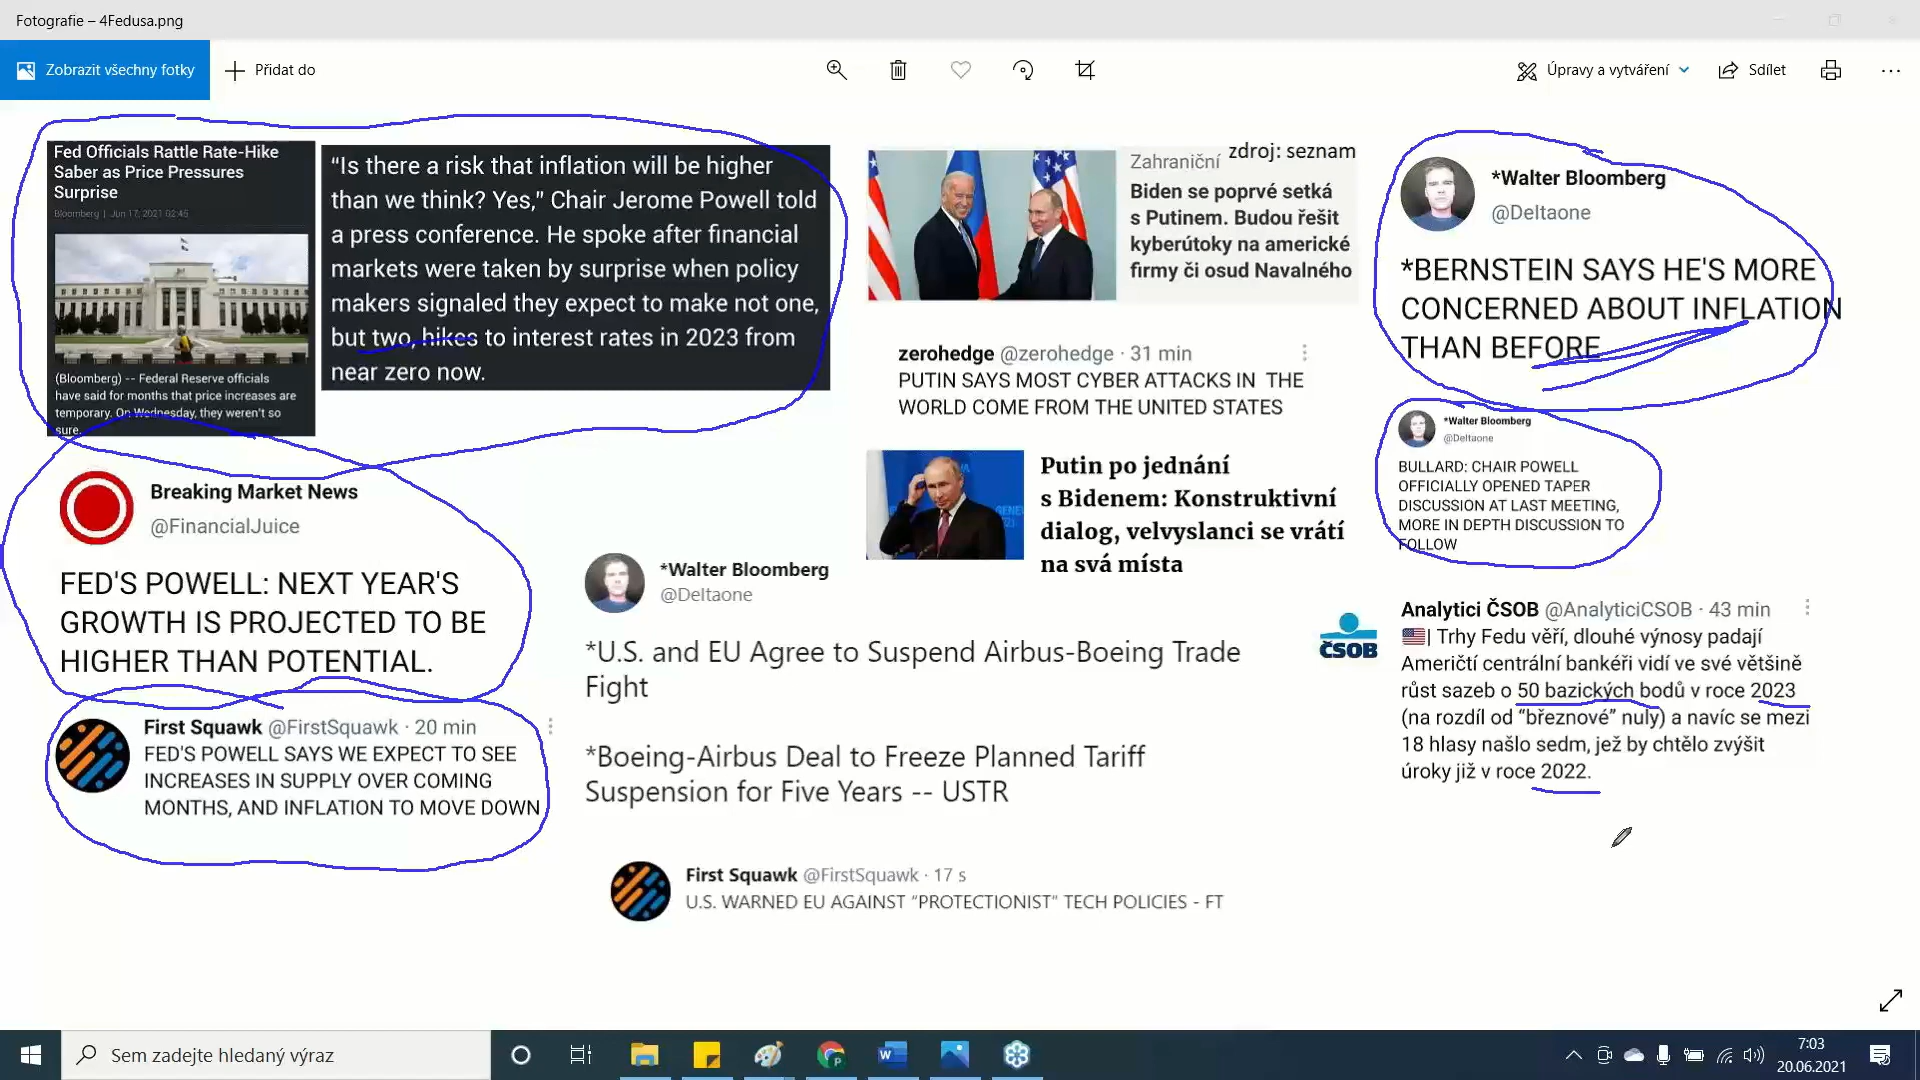 Fotografie – 4Fedusa.png
Zobrazit všechny fotky
Přidat do
Úpravy a vytváření
Sdílet
Fed Officials Rattle Rate-Hike
Saber as Price Pressures
Surprise
Bloomberg | Jun 17, 2021 02:45
(Bloomberg) -- Federal Reserve officials
have said for months that price increases are
temporary. On Wednesday, they weren't so
sure.
“Is there a risk that inflation will be higher
than we think? Yes,” Chair Jerome Powell told
a press conference. He spoke after financial
markets were taken by surprise when policy
makers signaled they expect to make not one,
but two, hikes to interest rates in 2023 from
near zero now.
Breaking Market News
@FinancialJuice
FED'S POWELL: NEXT YEAR'S
GROWTH IS PROJECTED TO BE
HIGHER THAN POTENTIAL.
First Squawk @FirstSquawk · 20 min
FED'S POWELL SAYS WE EXPECT TO SEE
INCREASES IN SUPPLY OVER COMING
MONTHS, AND INFLATION TO MOVE DOWN
Zahraniční
zdroj: seznam
Biden se poprvé setká
s Putinem. Budou řešit
kyberútoky na americké
firmy či osud Navalného
zerohedge @zerohedge · 31 min
PUTIN SAYS MOST CYBER ATTACKS IN THE
WORLD COME FROM THE UNITED STATES
Putin po jednání
s Bidenem: Konstruktivní
dialog, velvyslanci se vrátí
na svá místa
*Walter Bloomberg
@Deltaone
*U.S. and EU Agree to Suspend Airbus-Boeing Trade
Fight
*Boeing-Airbus Deal to Freeze Planned Tariff
Suspension for Five Years -- USTR
First Squawk @FirstSquawk · 17 s
U.S. WARNED EU AGAINST “PROTECTIONIST” TECH POLICIES - FT
*Walter Bloomberg
@Deltaone
*BERNSTEIN SAYS HE'S MORE
CONCERNED ABOUT INFLATION
THAN BEFORE
*Walter Bloomberg
@Deltaone
BULLARD: CHAIR POWELL
OFFICIALLY OPENED TAPER
DISCUSSION AT LAST MEETING,
MORE IN DEPTH DISCUSSION TO
FOLLOW
ČSOB
Analytici ČSOB @AnalyticiCSOB · 43 min
| Trhy Fedu věří, dlouhé výnosy padají
Američtí centrální bankéři vidí ve své většině
růst sazeb o 50 bazických bodů v roce 2023
(na rozdíl od “březnové” nuly) a navíc se mezi
18 hlasy našlo sedm, jež by chtělo zvýšit
úroky již v roce 2022.
Sem zadejte hledaný výraz
7:03
20.06.2021